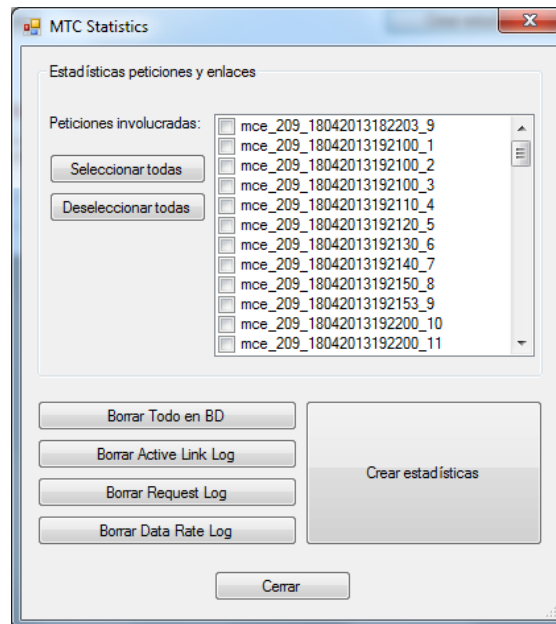 MTC Statistics
Estadísticas peticiones y enlaces
Peticiones involucradas:
Seleccionar todas
Deseleccionar todas
mce_209_18042013182203_9
mce_209_18042013192100_1
mce_209_18042013192100_2
mce_209_18042013192100_3
mce_209_18042013192110_4
mce_209_18042013192120_5
mce_209_18042013192130_6
mce_209_18042013192140_7
mce_209_18042013192150_8
mce_209_18042013192153_9
mce_209_18042013192200_10
mce_209_18042013192200_11
Borrar Todo en BD
Borrar Active Link Log
Borrar Request Log
Borrar Data Rate Log
Crear estadísticas
Cerrar